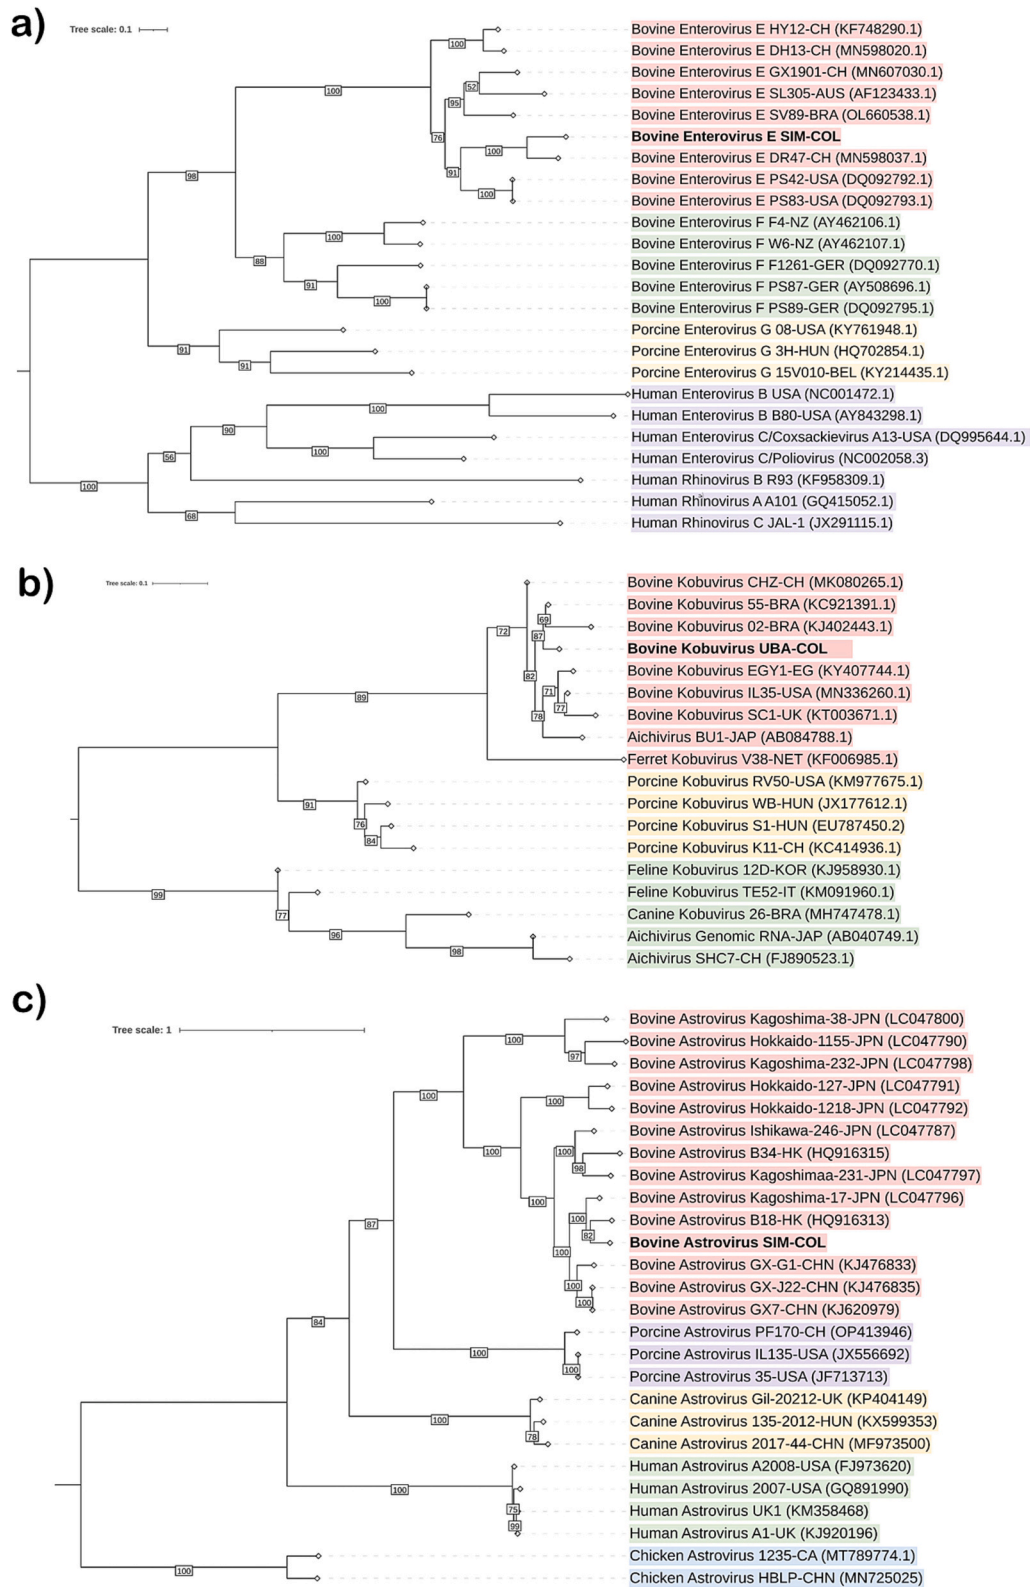 a)
Tree scale: 0.1
Bovine Enterovirus E HY12-CH (KF748290.1)
100
Bovine Enterovirus E DH13-CH (MN598020.1)
Bovine Enterovirus E GX1901-CH (MN607030.1)
52
100
Bovine Enterovirus E SL305-AUS (AF123433.1)
95
Bovine Enterovirus E SV89-BRA (OL660538.1)
76
Bovine Enterovirus E SIM-COL
100
Bovine Enterovirus E DR47-CH (MN598037.1)
91
98
Bovine Enterovirus E PS42-USA (DQ092792.1)
100
Bovine Enterovirus E PS83-USA (DQ092793.1)
Bovine Enterovirus F F4-NZ (AY462106.1)
100
Bovine Enterovirus F W6-NZ (AY462107.1)
88
Bovine Enterovirus F F1261-GER (DQ092770.1)
91
Bovine Enterovirus F PS87-GER (AY508696.1)
100
Bovine Enterovirus F PS89-GER (DQ092795.1)
Porcine Enterovirus G 08-USA (KY761948.1)
91
Porcine Enterovirus G 3H-HUN (HQ702854.1)
91
Porcine Enterovirus G 15V010-BEL (KY214435.1)
Human Enterovirus B USA (NC001472.1)
100
Human Enterovirus B B80-USA (AY843298.1)
90
Human Enterovirus C/Coxsackievirus A13-USA (DQ995644.1)
100
Human Enterovirus C/Poliovirus (NC002058.3)
56
Human Rhinovirus B R93 (KF958309.1)
100
Human Rhinovirus A A101 (GQ415052.1)
68
Human Rhinovirus C JAL-1 (JX291115.1)
b)
Tree scale: 0.1
Bovine Kobuvirus CHZ-CH (MK080265.1)
Bovine Kobuvirus 55-BRA (KC921391.1)
69
Bovine Kobuvirus 02-BRA (KJ402443.1)
72
87
Bovine Kobuvirus UBA-COL
Bovine Kobuvirus EGY1-EG (KY407744.1)
82
71
Bovine Kobuvirus IL35-USA (MN336260.1)
89
77
Bovine Kobuvirus SC1-UK (KT003671.1)
78
Aichivirus BU1-JAP (AB084788.1)
Ferret Kobuvirus V38-NET (KF006985.1)
Porcine Kobuvirus RV50-USA (KM977675.1)
91
Porcine Kobuvirus WB-HUN (JX177612.1)
76
Porcine Kobuvirus S1-HUN (EU787450.2)
84
Porcine Kobuvirus K11-CH (KC414936.1)
Feline Kobuvirus 12D-KOR (KJ958930.1)
99
Feline Kobuvirus TE52-IT (KM091960.1)
77
Canine Kobuvirus 26-BRA (MH747478.1)
96
Aichivirus Genomic RNA-JAP (AB040749.1)
98
Aichivirus SHC7-CH (FJ890523.1)
c)
Tree scale: 1
Bovine Astrovirus Kagoshima-38-JPN (LC047800)
100
Bovine Astrovirus Hokkaido-1155-JPN (LC047790)
97
Bovine Astrovirus Kagoshima-232-JPN (LC047798)
Bovine Astrovirus Hokkaido-127-JPN (LC047791)
100
100
Bovine Astrovirus Hokkaido-1218-JPN (LC047792)
Bovine Astrovirus Ishikawa-246-JPN (LC047787)
100
100
Bovine Astrovirus B34-HK (HQ916315)
98
Bovine Astrovirus Kagoshimaa-231-JPN (LC047797)
Bovine Astrovirus Kagoshima-17-JPN (LC047796)
100
100
87
Bovine Astrovirus B18-HK (HQ916313)
82
Bovine Astrovirus SIM-COL
100
Bovine Astrovirus GX-G1-CHN (KJ476833)
100
Bovine Astrovirus GX-J22-CHN (KJ476835)
100
Bovine Astrovirus GX7-CHN (KJ620979)
84
Porcine Astrovirus PF170-CH (OP413946)
100
Porcine Astrovirus IL135-USA (JX556692)
100
Porcine Astrovirus 35-USA (JF713713)
Canine Astrovirus Gil-20212-UK (KP404149)
100
Canine Astrovirus 135-2012-HUN (KX599353)
78
Canine Astrovirus 2017-44-CHN (MF973500)
Human Astrovirus A2008-USA (FJ973620)
100
Human Astrovirus 2007-USA (GQ891990)
75
Human Astrovirus UK1 (KM358468)
99
Human Astrovirus A1-UK (KJ920196)
Chicken Astrovirus 1235-CA (MT789774.1)
100
Chicken Astrovirus HBLP-CHN (MN725025)